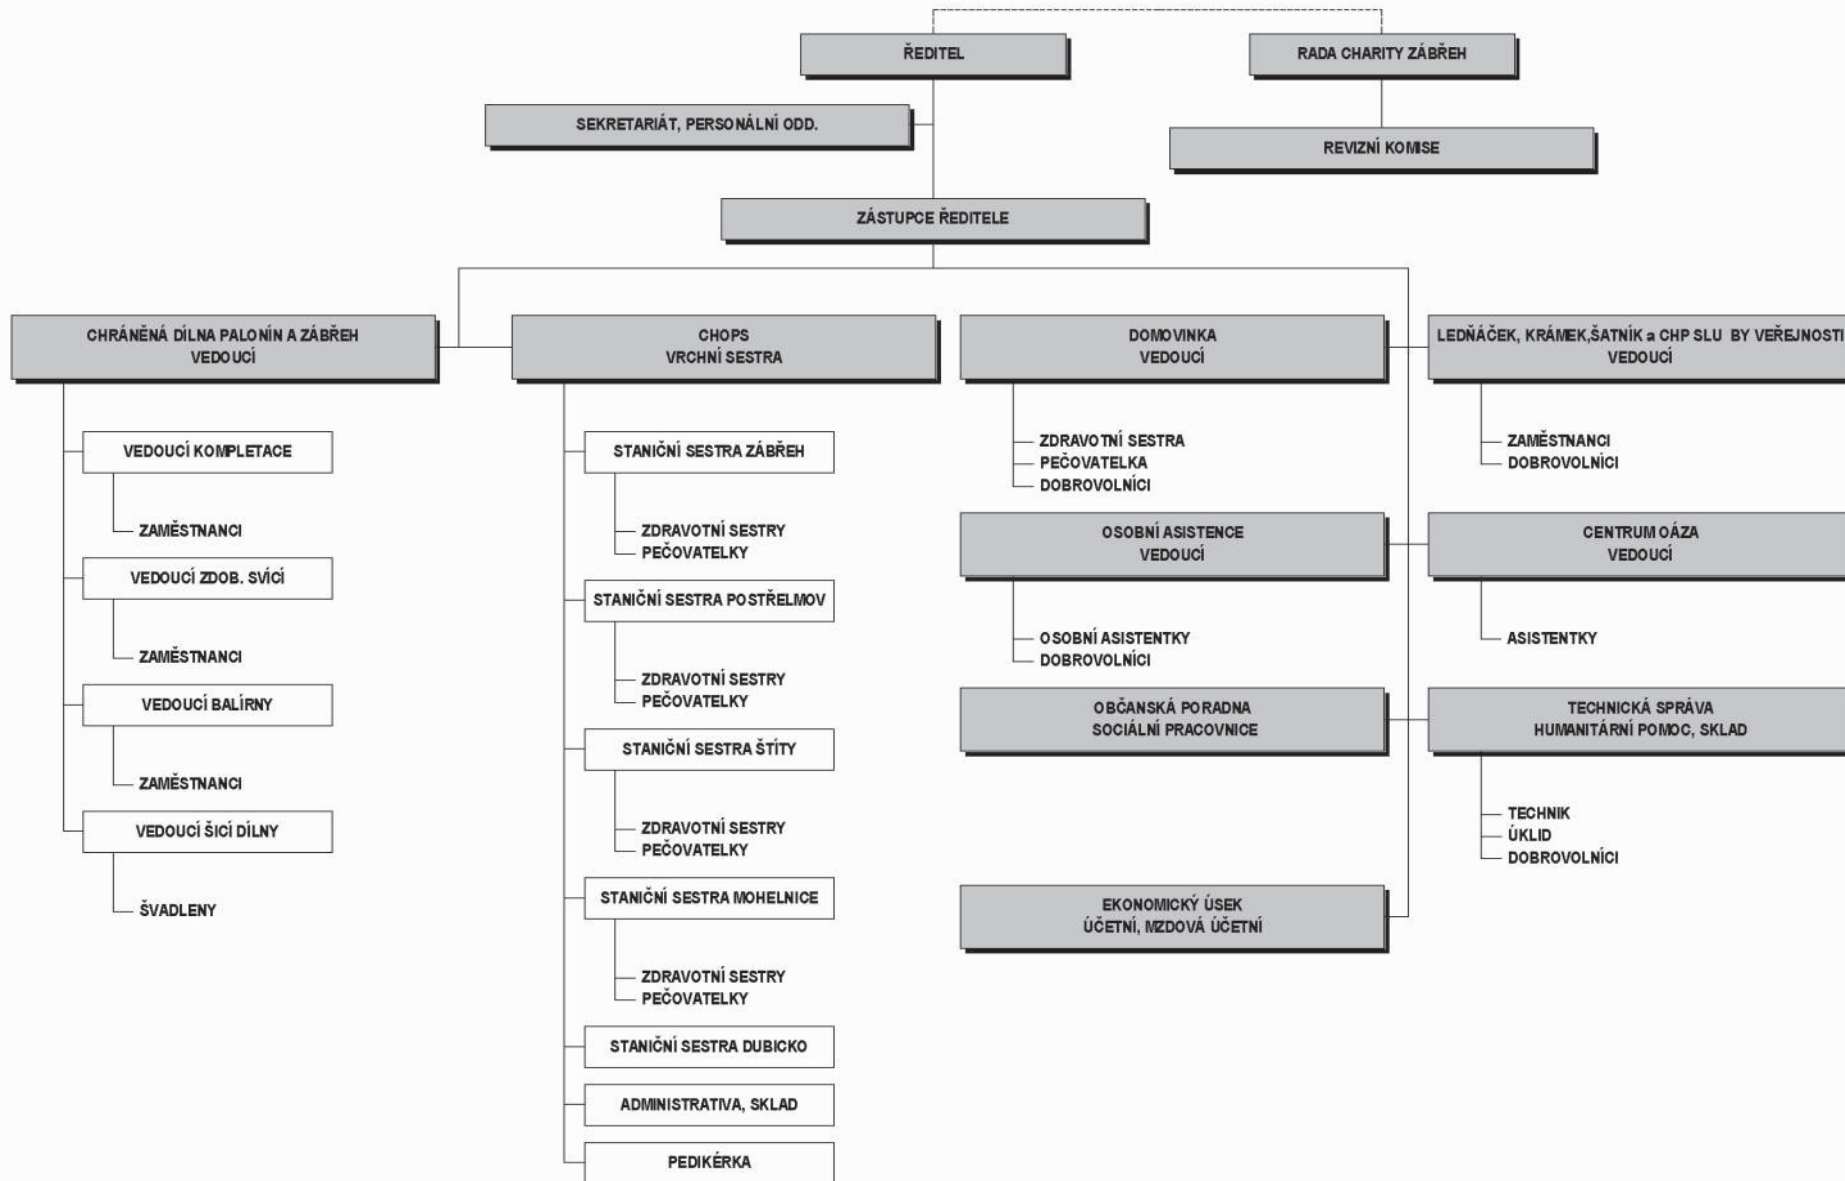 ŘEDITEL
RADA CHARITY ZÁBŘEH
SEKRETARIÁT, PERSONÁLNÍ ODD.
REVIZNÍ KOMISE
ZÁSTUPCE ŘEDITELE
CHRÁNĚNÁ DÍLNA PALONÍN A ZÁBŘEH
VEDOUCÍ
VEDOUCÍ KOMPLETACE
ZAMĚSTNANCI
VEDOUCÍ ZDOB. SVÍCÍ
ZAMĚSTNANCI
VEDOUCÍ BALÍRNY
ZAMĚSTNANCI
VEDOUCÍ ŠICÍ DÍLNY
ŠVADLENY
CHOPS
VRCHNÍ SESTRA
STANIČNÍ SESTRA ZÁBŘEH
ZDRAVOTNÍ SESTRY
PEČOVATELKY
STANIČNÍ SESTRA POSTŘELMOV
ZDRAVOTNÍ SESTRY
PEČOVATELKY
STANIČNÍ SESTRA ŠTÍTY
ZDRAVOTNÍ SESTRY
PEČOVATELKY
STANIČNÍ SESTRA MOHELNICE
ZDRAVOTNÍ SESTRY
PEČOVATELKY
STANIČNÍ SESTRA DUBICKO
ADMINISTRATIVA, SKLAD
PEDIKÉRKA
DOMOVINKA
VEDOUCÍ
ZDRAVOTNÍ SESTRA
PEČOVATELKA
DOBROVOLNÍCI
OSOBNÍ ASISTENCE
VEDOUCÍ
OSOBNÍ ASISTENTKY
DOBROVOLNÍCI
OBČANSKÁ PORADNA
SOCIÁLNÍ PRACOVNICE
EKONOMICKÝ ÚSEK
ÚČETNÍ, MZDOVÁ ÚČETNÍ
LEDŇÁČEK, KRÁMEK,ŠATNÍK a CHP SLU BY VEŘEJNOSTI
VEDOUCÍ
ZAMĚSTNANCI
DOBROVOLNÍCI
CENTRUM OÁZA
VEDOUCÍ
ASISTENTKY
TECHNICKÁ SPRÁVA
HUMANITÁRNÍ POMOC, SKLAD
TECHNIK
ÚKLID
DOBROVOLNÍCI